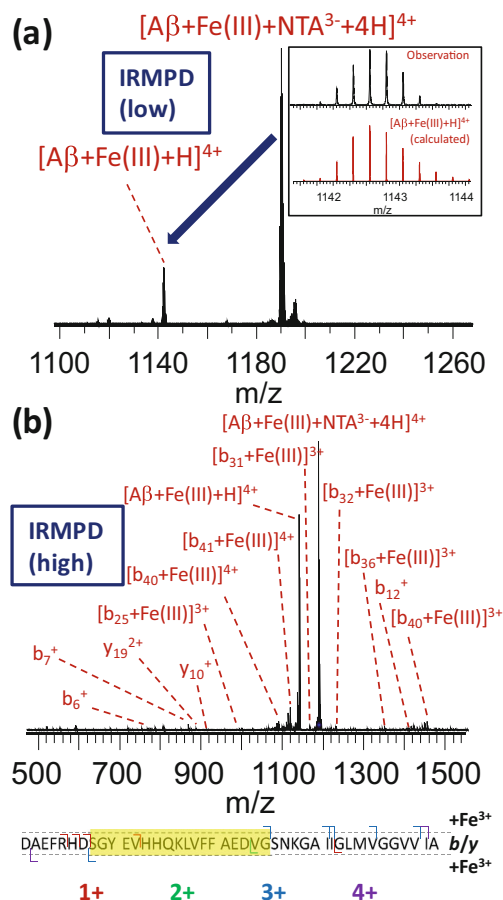 (a)
[Aβ+Fe(III)+NTA³⁻+4H]⁴⁺
IRMPD
(low)
[Aβ+Fe(III)+H]⁴⁺
Observation
[Aβ+Fe(III)+H]⁴⁺
(calculated)
1142 1143 1144
m/z
1100 1140 1180 1220 1260
m/z
(b)
[Aβ+Fe(III)+NTA³⁻+4H]⁴⁺
[b₃₁+Fe(III)]³⁺
[Aβ+Fe(III)+H]⁴⁺
[b₃₂+Fe(III)]³⁺
IRMPD
(high)
[b₄₁+Fe(III)]⁴⁺
[b₃₆+Fe(III)]³⁺
[b₄₀+Fe(III)]⁴⁺
b₁₂⁺
[b₂₅+Fe(III)]³⁺
[b₄₀+Fe(III)]³⁺
y₁₉²⁺
b₇⁺
y₁₀⁺
b₆⁺
500 700 900 1100 1300 1500
m/z
+Fe³⁺
DAEFRHDSGY EVHHQKLVFF AEDVGSNKGA IIGLMVGGVV IA b/y
+Fe³⁺
1+ 2+ 3+ 4+